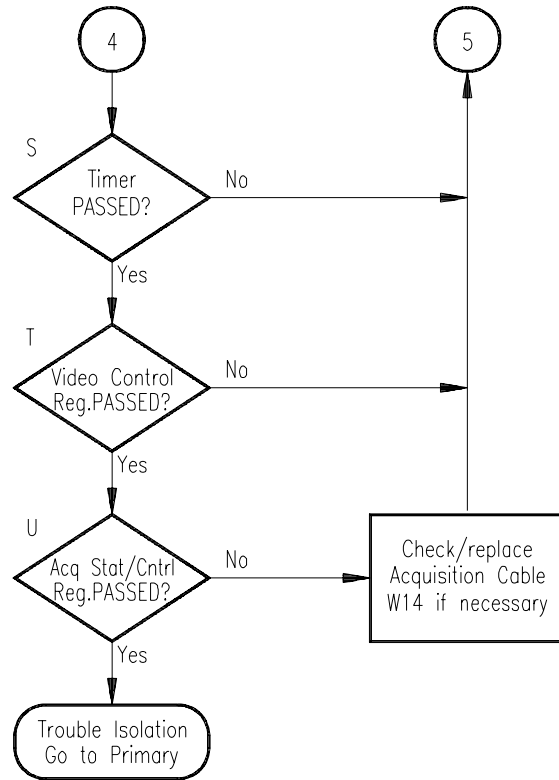 4
5
S
Timer
PASSED?
No
Yes
T
Video Control
Reg.PASSED?
No
Yes
U
Acq Stat/Cntrl
Reg.PASSED?
No
Check/replace
Acquisition Cable
W14 if necessary
Yes
Trouble Isolation
Go to Primary